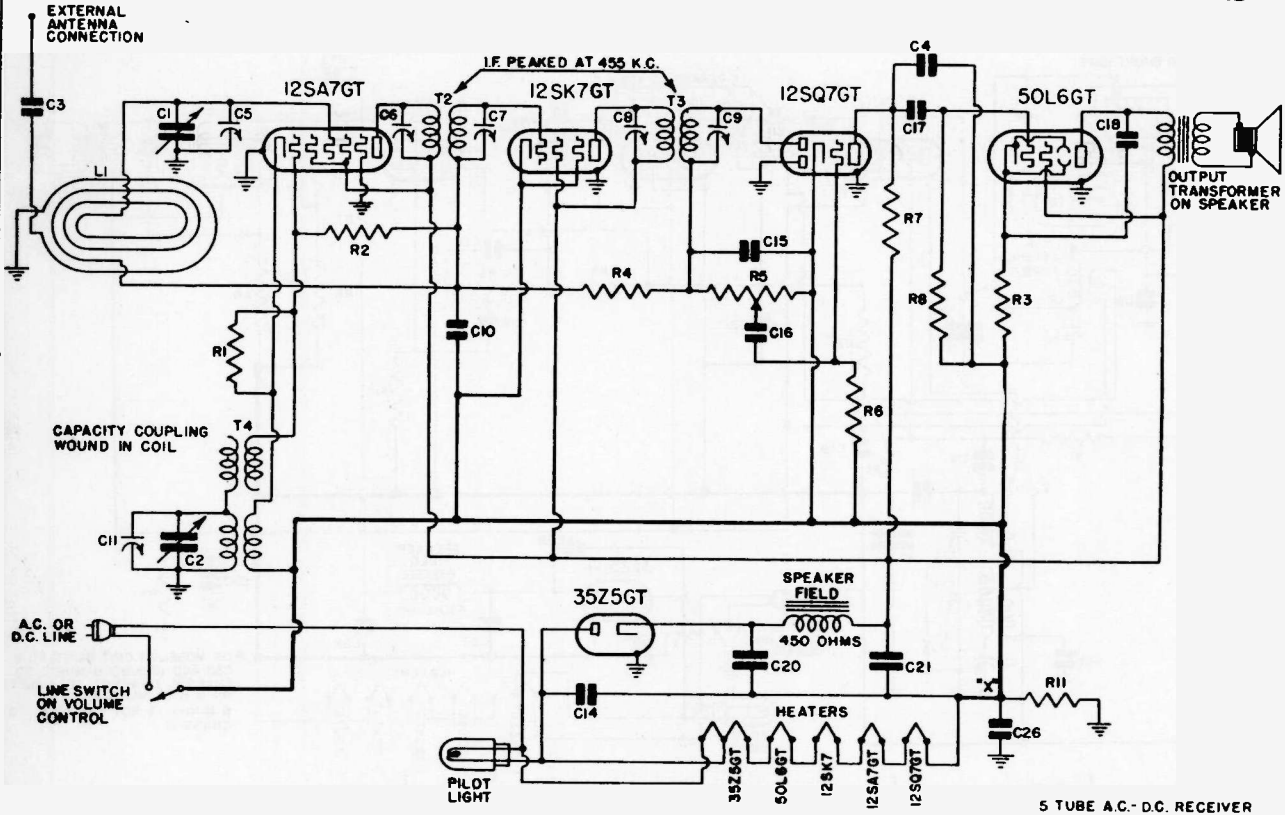 EXTERNAL
ANTENNA
CONNECTION
C3
L1
C1
C5
12SA7GT
C6
I.F. PEAKED AT 455 K.C.
T2
C7
12SK7GT
C8
T3
C9
12SQ7GT
C4
C17
50L6GT
C18
OUTPUT
TRANSFORMER
ON SPEAKER
R2
R4
C15
R5
C16
R7
R8
R3
R1
C10
R6
CAPACITY COUPLING
WOUND IN COIL
T4
C11
C2
A.C. OR
D.C. LINE
LINE SWITCH
ON VOLUME
CONTROL
35Z5GT
SPEAKER
FIELD
450 OHMS
C20
C21
C14
"X"
R11
C26
HEATERS
35Z5GT
50L6GT
12SK7
12SA7GT
12SQ7GT
PILOT
LIGHT
5 TUBE A.C.-D.C. RECEIVER